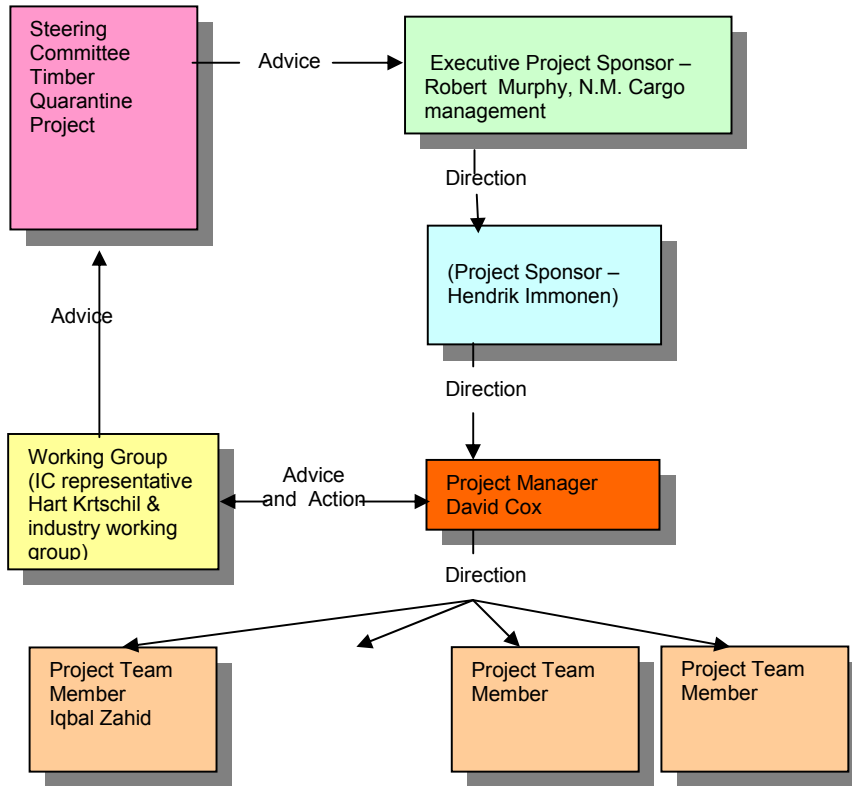 Steering
Committee
Timber
Quarantine
Project
Advice
Executive Project Sponsor –
Robert Murphy, N.M. Cargo
management
Direction
(Project Sponsor –
Hendrik Immonen)
Advice
Direction
Working Group
(IC representative
Hart Krtschil &
industry working
group)
Advice
and Action
Project Manager
David Cox
Direction
Project Team
Member
Iqbal Zahid
Project Team
Member
Project Team
Member